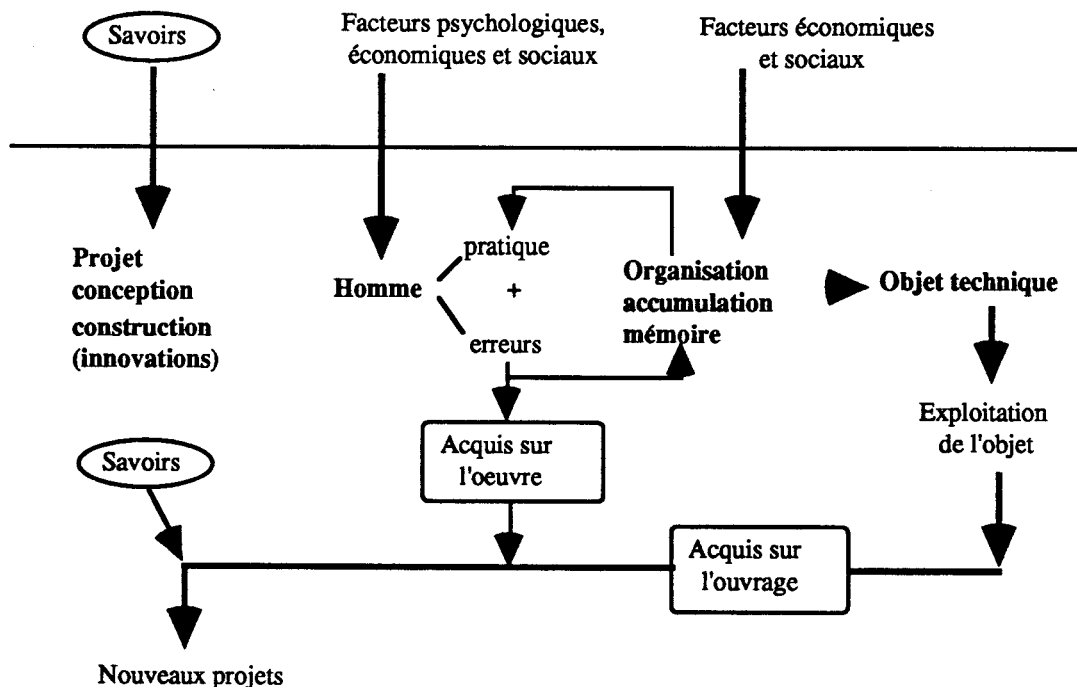 Savoirs
Facteurs psychologiques,
économiques et sociaux
Facteurs économiques
et sociaux
Projet
conception
construction
(innovations)
Homme
pratique
+
erreurs
Organisation
accumulation
mémoire
Objet technique
Exploitation
de l'objet
Acquis sur
l'oeuvre
Savoirs
Acquis sur
l'ouvrage
Nouveaux projets